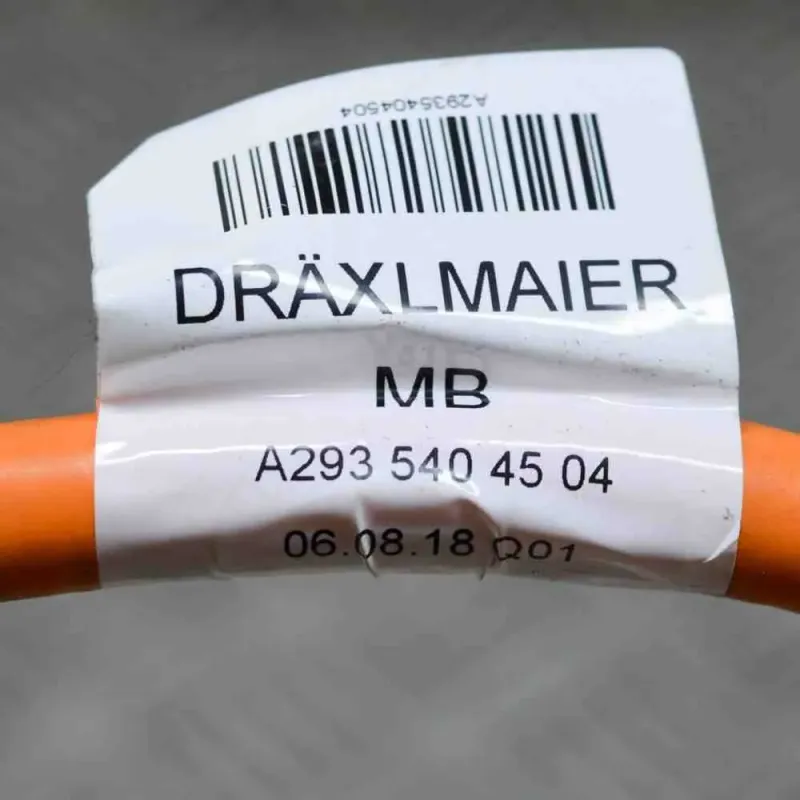 A2935404504
DRÄXLMAIER
MB
A293 540 45 04
06.08.18 Q01